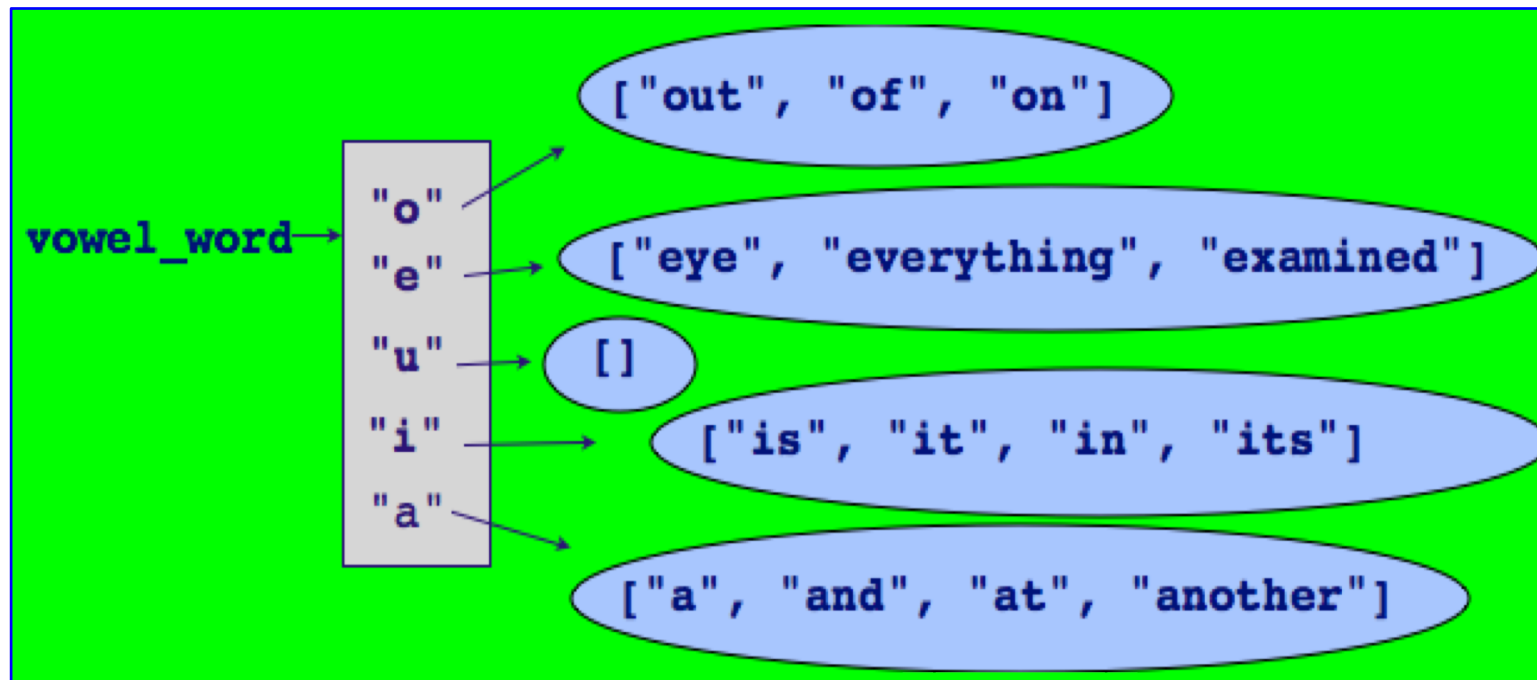 ["out", "of", "on"]
vowel_word
"o"
"e"
["eye", "everything", "examined"]
"u"
[]
"i"
["is", "it", "in", "its"]
"a"
["a", "and", "at", "another"]